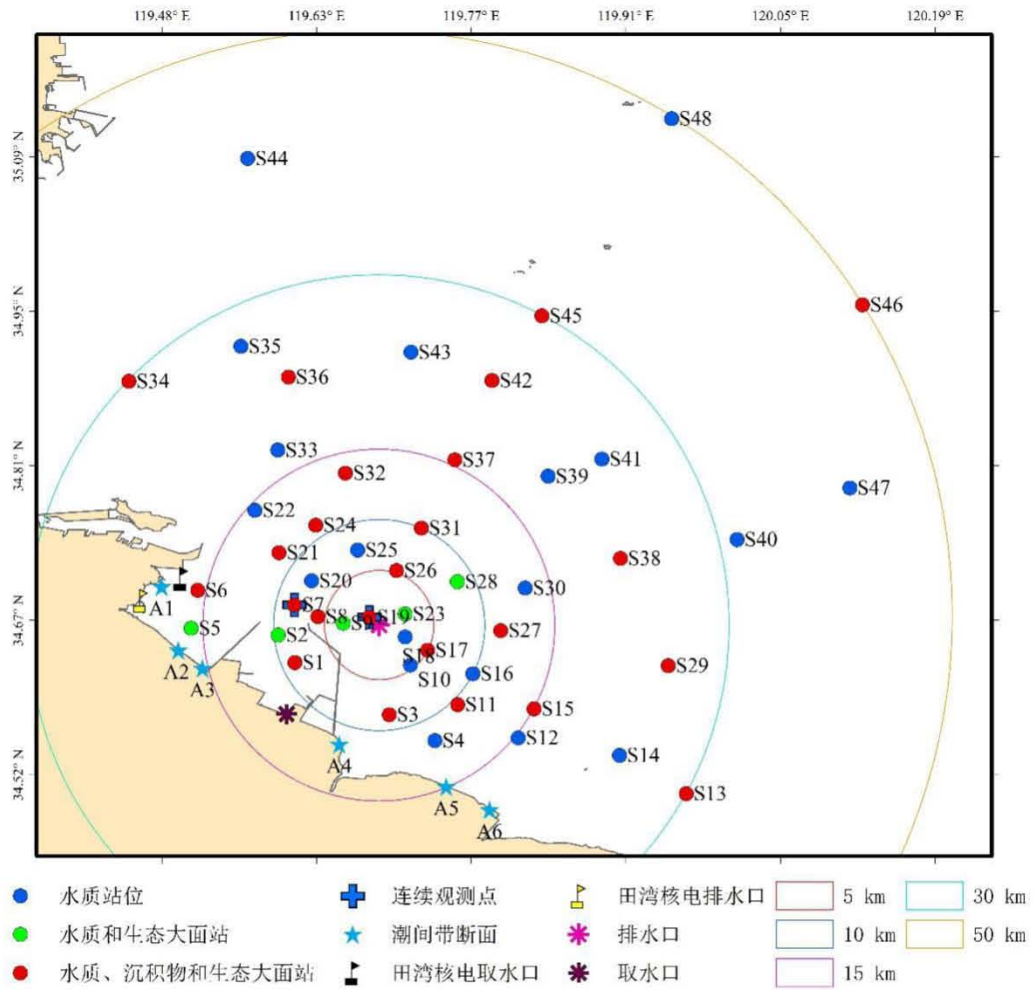 119.48° E 119.63° E 119.77° E 119.91° E 120.05° E 120.19° E
35.09° N
34.95° N
34.81° N
34.67° N
34.52° N
S48
S44
S46
S45
S35
S43
S34
S36
S42
S33
S37
S41
S32
S39
S47
S22
S24
S31
S40
S21
S25
S38
S26
S20
S28
S30
S6
A1
S7
S8
S9
S19
S23
S5
S2
S27
S18
S17
A2
S1
S10
S29
A3
S16
S3
S11
S15
S4
S12
A4
S14
A5
S13
A6
水质站位 连续观测点 田湾核电排水口 5 km 30 km
水质和生态大面站 潮间带断面 排水口 10 km 50 km
水质、沉积物和生态大面站 田湾核电取水口 取水口 15 km